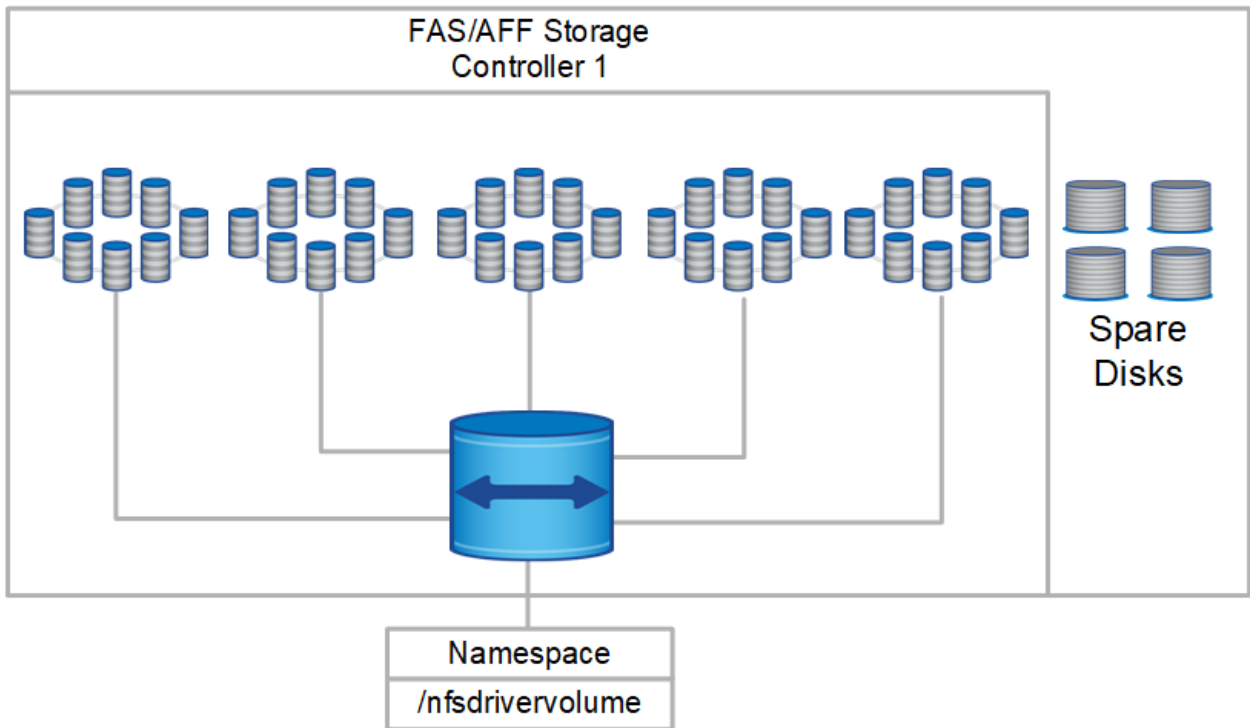 FAS/AFF Storage
Controller 1
Spare
Disks
Namespace
/nfsdrivervolume